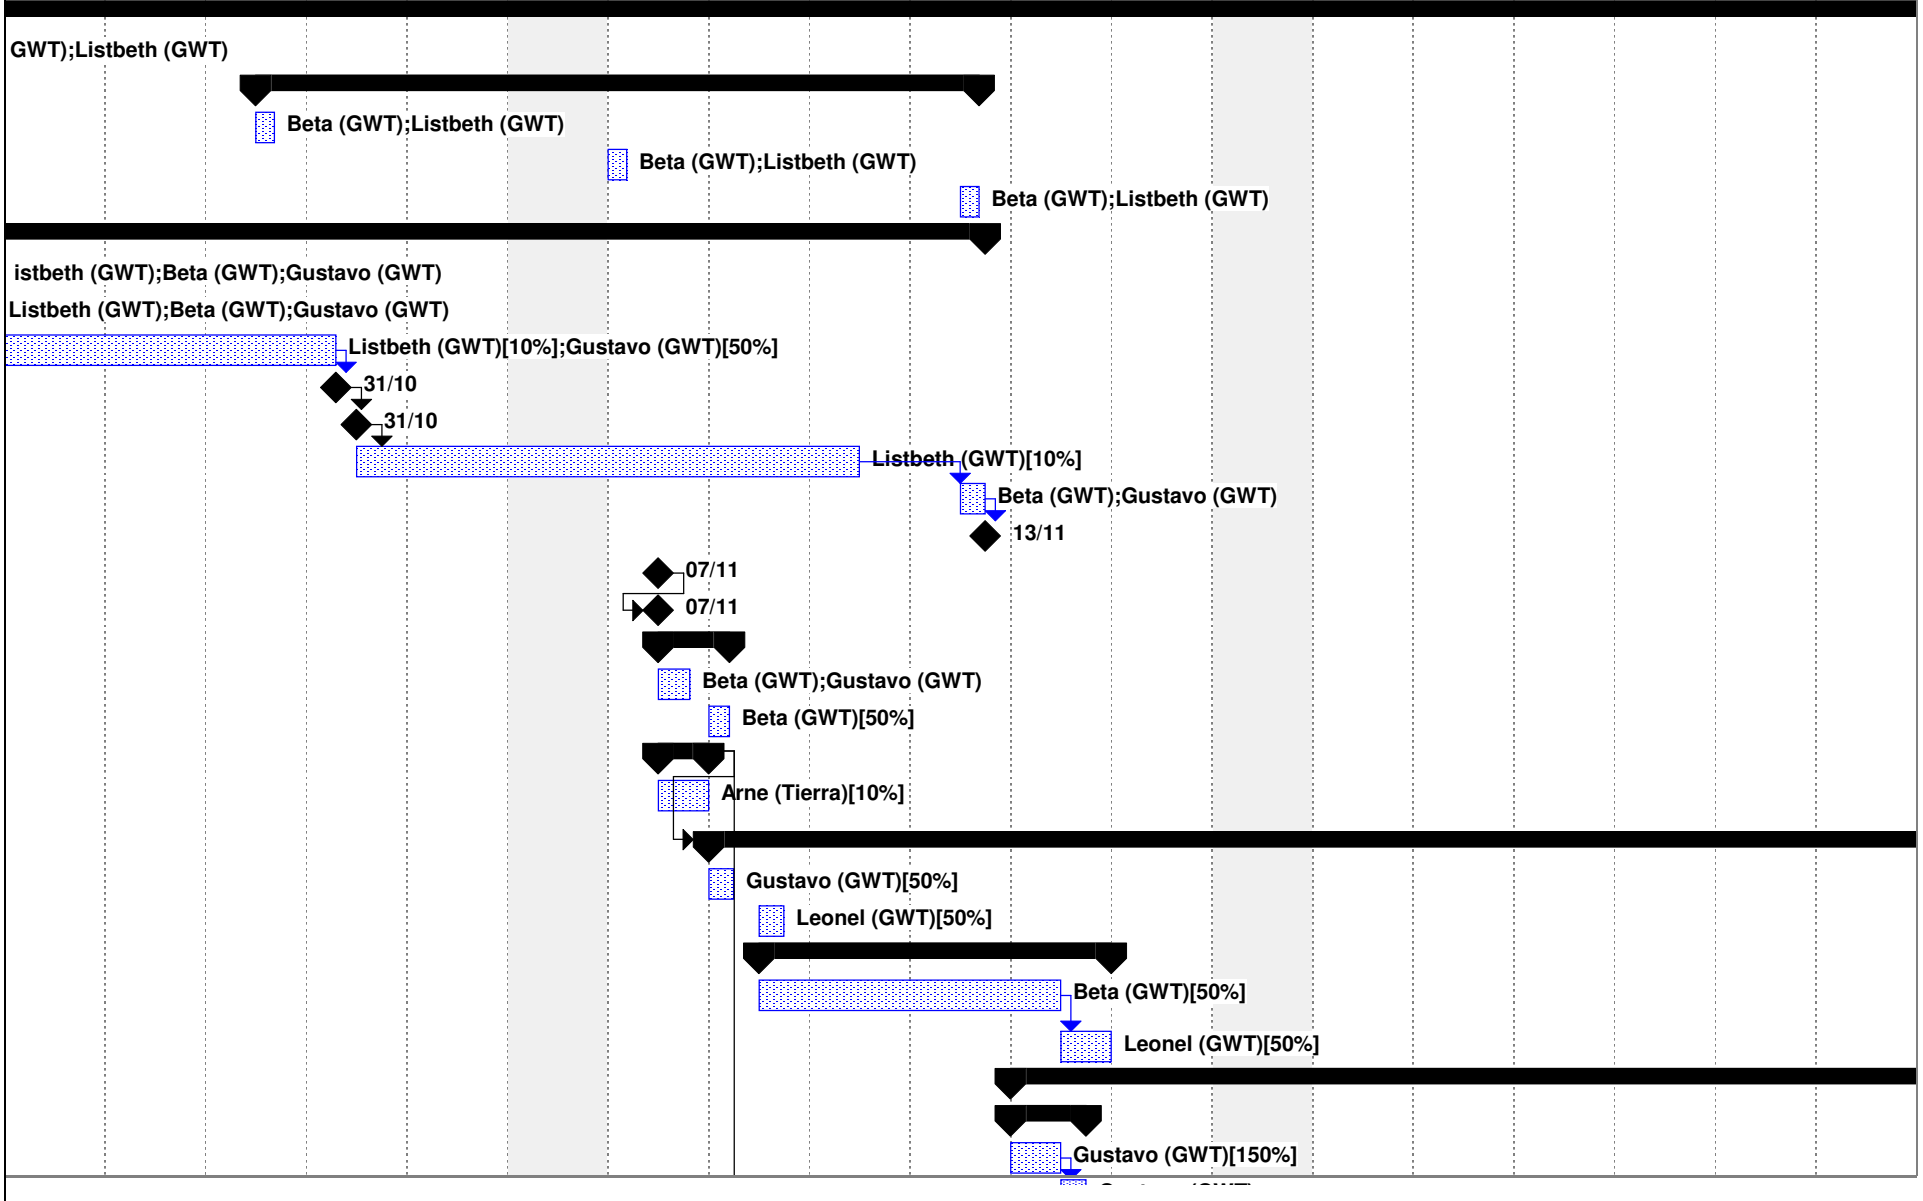 GWT);Listbeth (GWT)
Beta (GWT);Listbeth (GWT)
Beta (GWT);Listbeth (GWT)
Beta (GWT);Listbeth (GWT)
istbeth (GWT);Beta (GWT);Gustavo (GWT)
Listbeth (GWT);Beta (GWT);Gustavo (GWT)
Listbeth (GWT)[10%];Gustavo (GWT)[50%]
31/10
31/10
Listbeth (GWT)[10%]
Beta (GWT);Gustavo (GWT)
13/11
07/11
07/11
Beta (GWT);Gustavo (GWT)
Beta (GWT)[50%]
Arne (Tierra)[10%]
Gustavo (GWT)[50%]
Leonel (GWT)[50%]
Beta (GWT)[50%]
Leonel (GWT)[50%]
Gustavo (GWT)[150%]